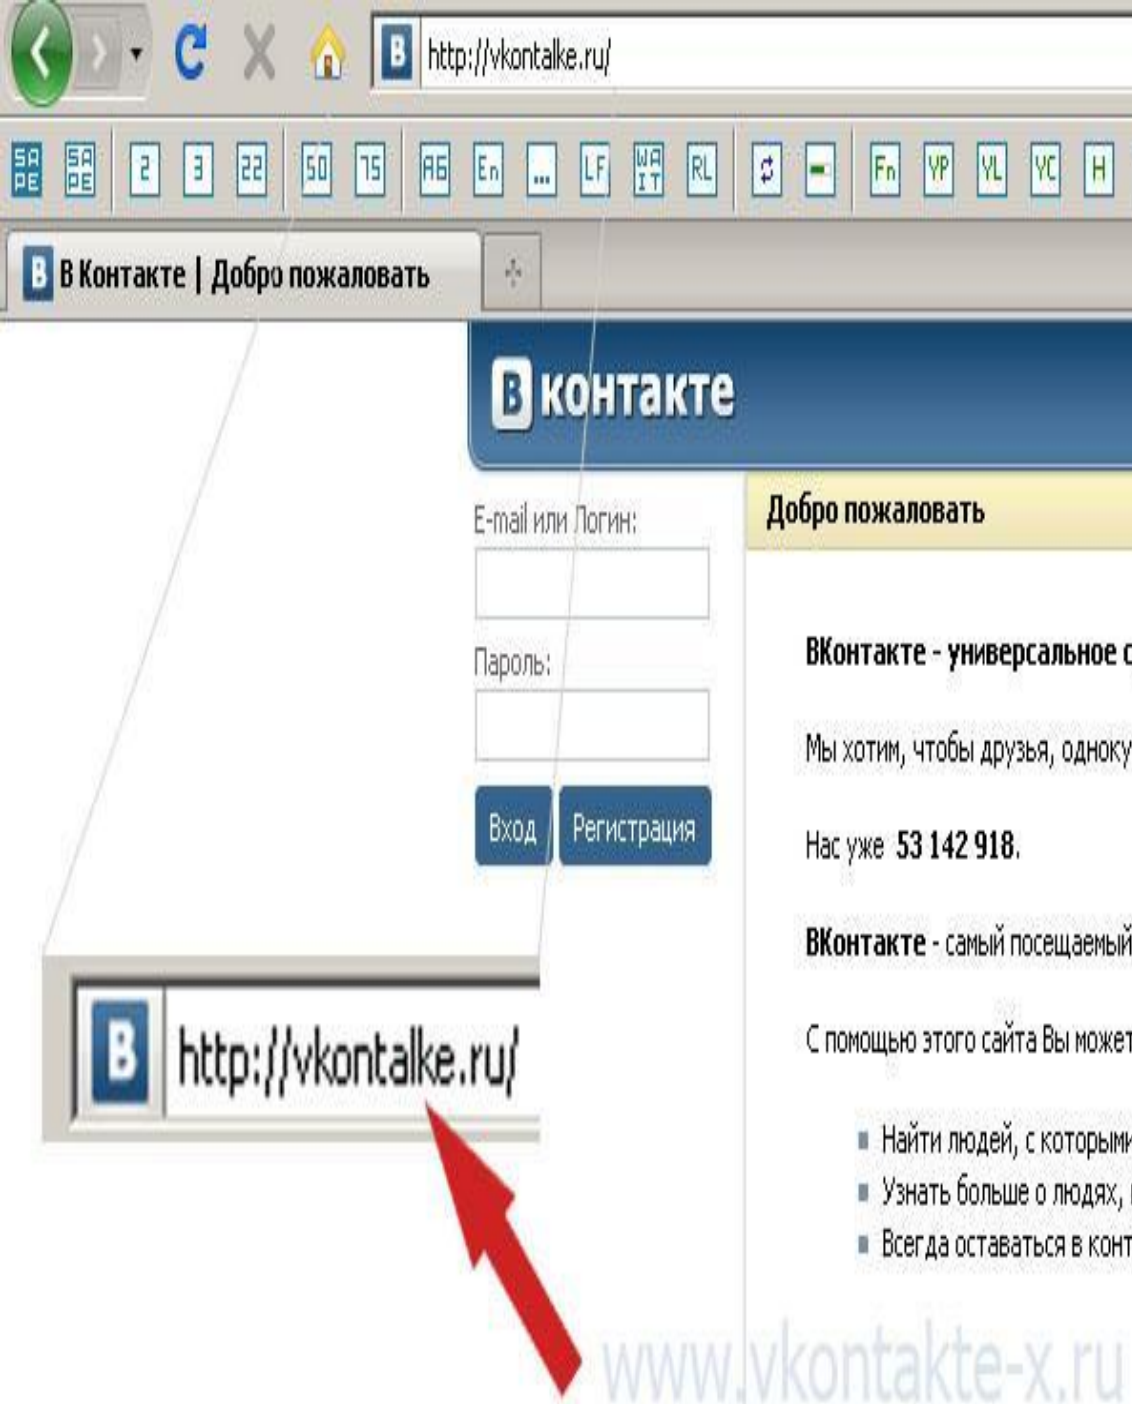 B http://vkontalke.ru/
SA PE SA PE 2 3 22 50 75 АБ En ... LF WA IT RL Fn YP YL YC H
В В Контакте | Добро пожаловать
В контакте
E-mail или Логин:
Добро пожаловать
Пароль:
ВКонтакте - универсальное с
Мы хотим, чтобы друзья, одноку
Вход Регистрация
Нас уже 53 142 918.
ВКонтакте - самый посещаемый
С помощью этого сайта Вы может
В http://vkontalke.ru/
Найти людей, с которыми
Узнать больше о людях,
Всегда оставаться в конт
www.vkontakte-x.ru